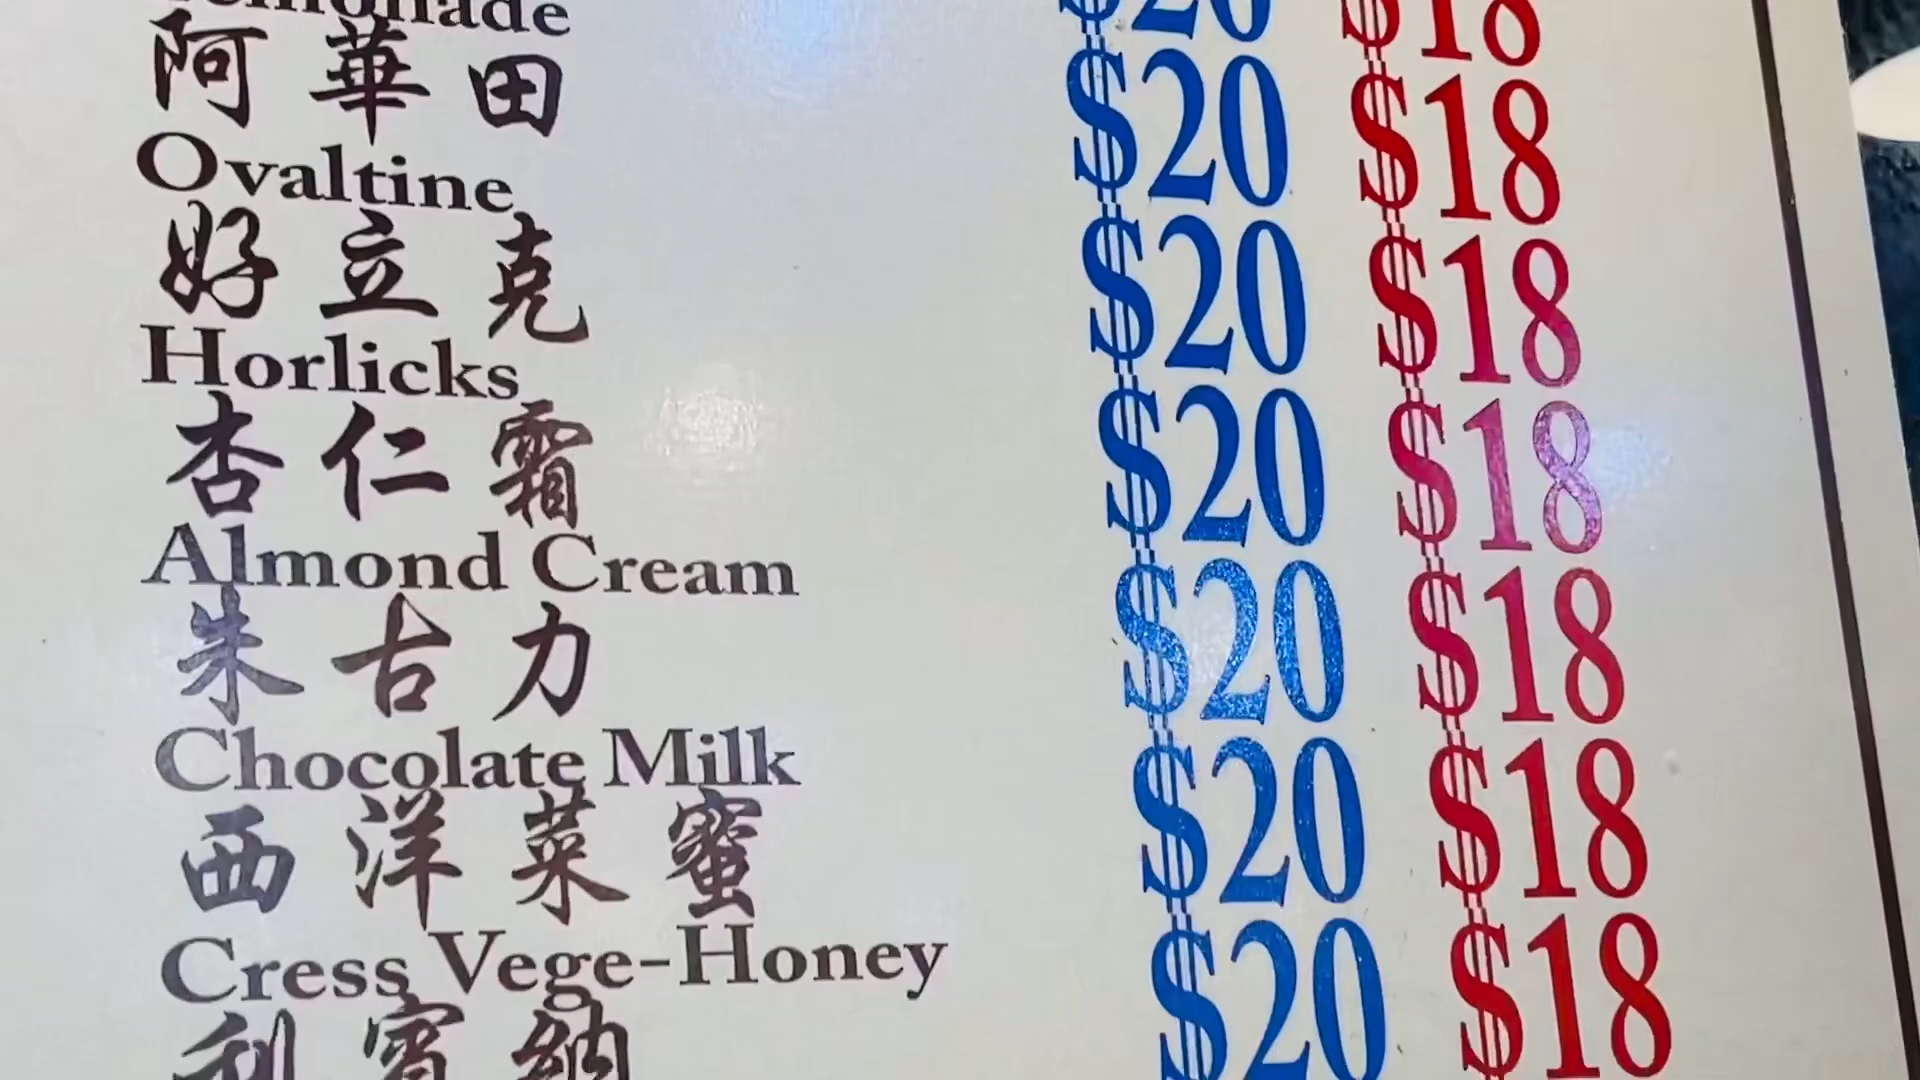 Lemonade $20 $18
阿華田 $20 $18
Ovaltine
好立克 $20 $18
Horlicks
杏仁霜 $20 $18
Almond Cream
朱古力 $20 $18
Chocolate Milk
西洋菜蜜 $20 $18
Cress Vege-Honey
利賓納 $20 $18